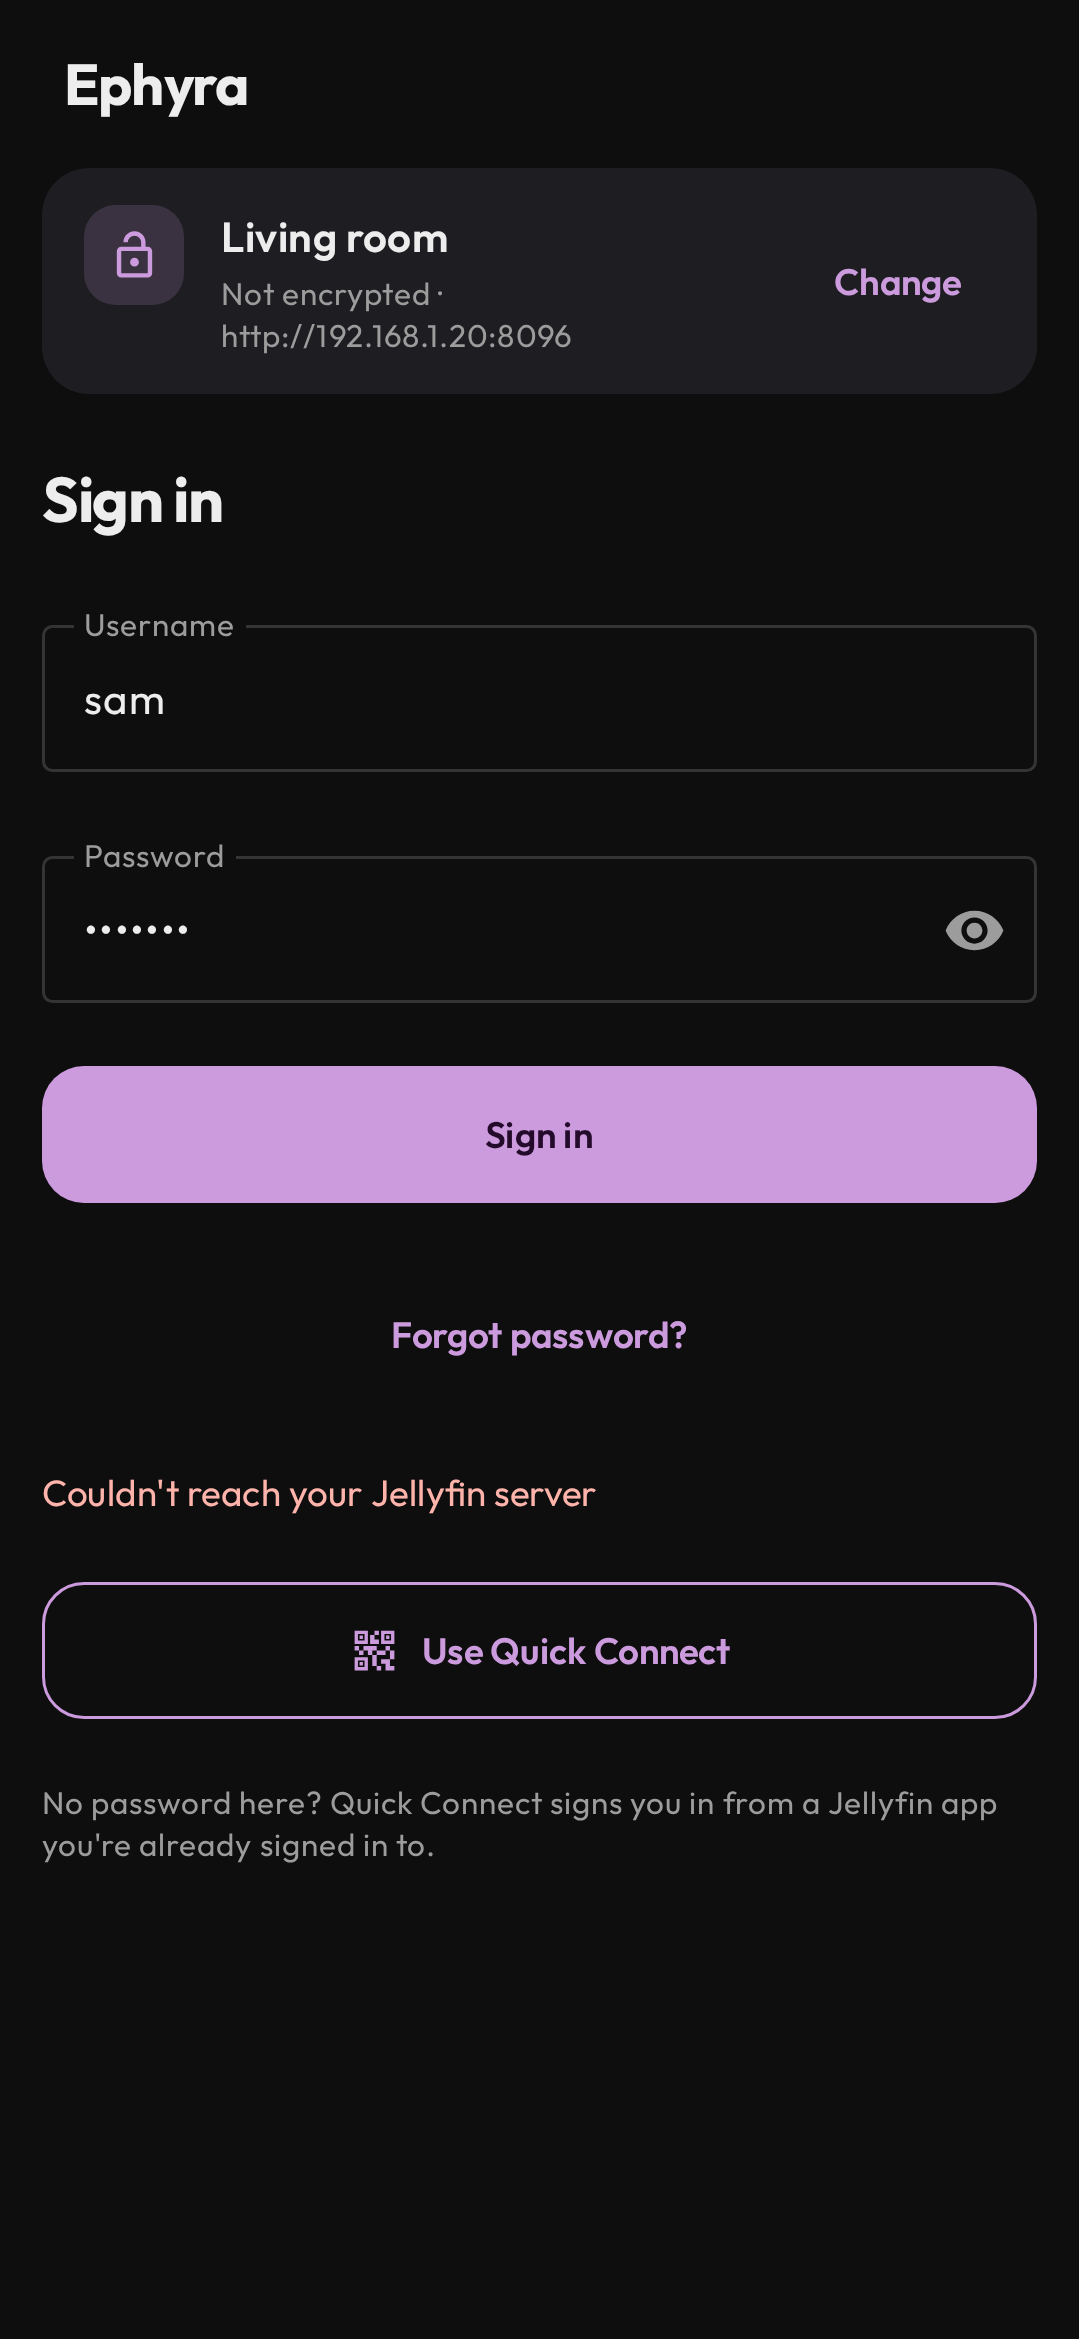 Ephyra
Living room
Not encrypted ·
http://192.168.1.20:8096
Change
Sign in
Username
sam
Password
•••••••
Sign in
Forgot password?
Couldn't reach your Jellyfin server
Use Quick Connect
No password here? Quick Connect signs you in from a Jellyfin app
you're already signed in to.